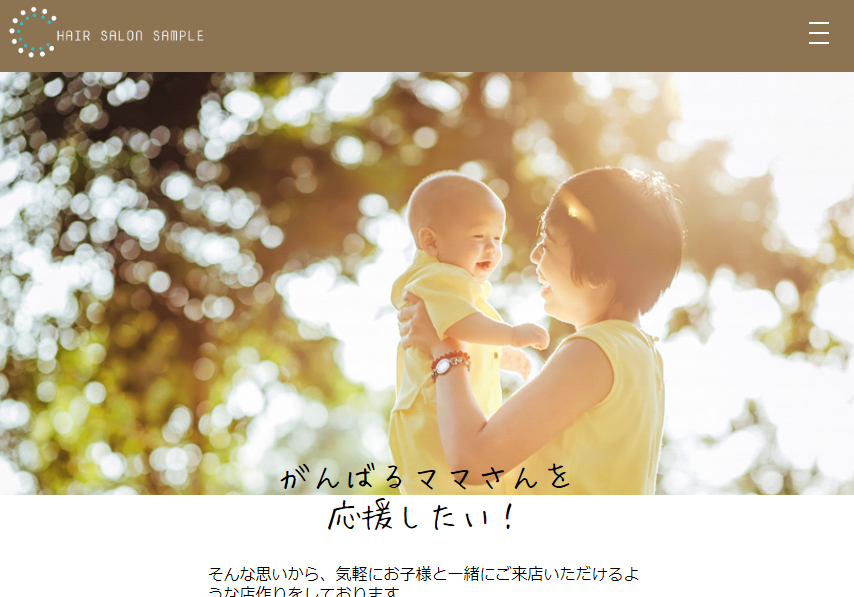 HAIR SALON SAMPLE
がんばるママさんを
応援したい！
そんな思いから、気軽にお子様と一緒にご来店いただけるよ
うな店作りをしております